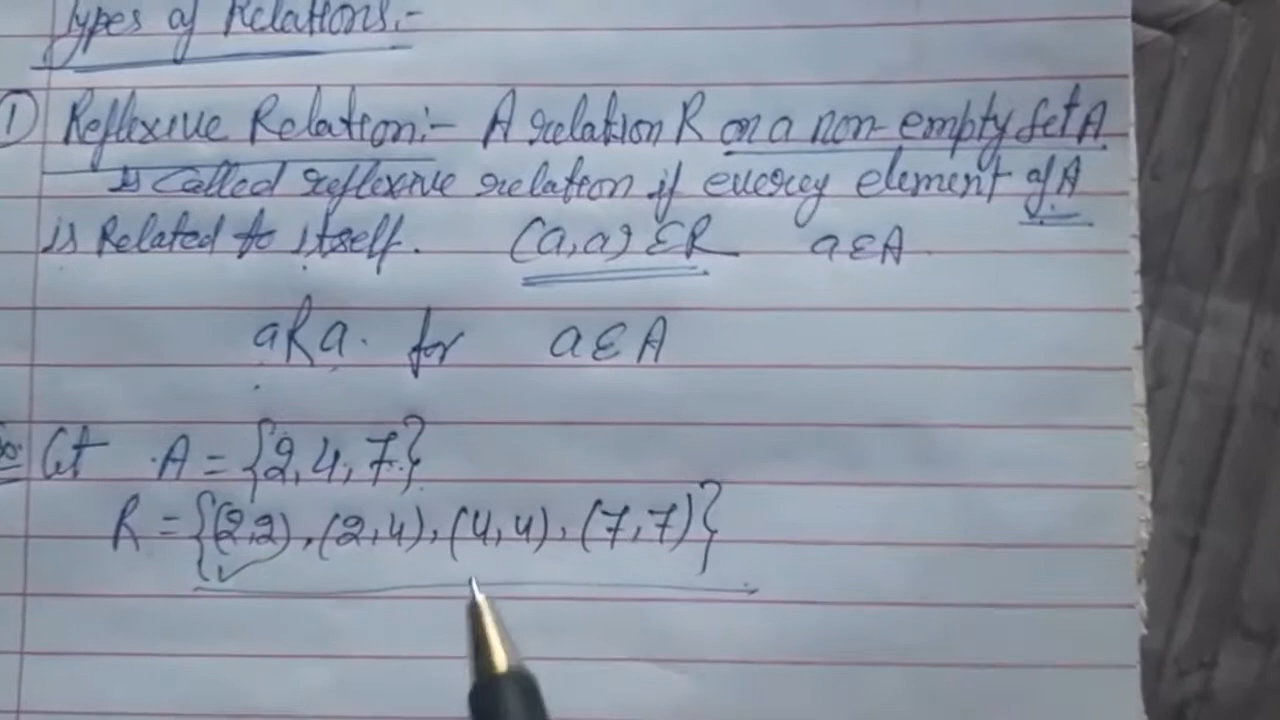 Types of Relations:-
① Reflexive Relation:- A relation R on a non-empty set A
is called reflexive relation if every element of A
is Related to itself. (a,a) ∈ R a ∈ A
aRa. for a ∈ A
Let A = {2,4,7}
R = {(2,2), (2,4), (4,4), (7,7)}